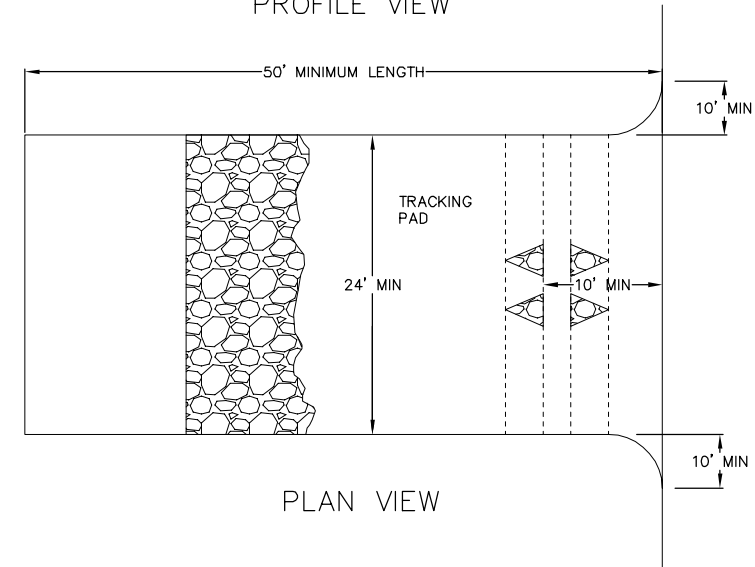 PROFILE VIEW
50' MINIMUM LENGTH
10' MIN
TRACKING
PAD
24' MIN
10' MIN
10' MIN
PLAN VIEW